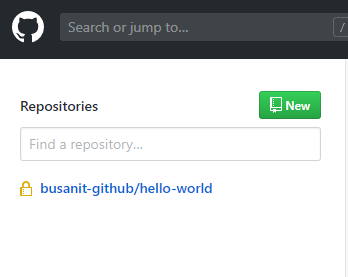 Search or jump to...
/
Repositories
New
Find a repository...
busanit-github/hello-world